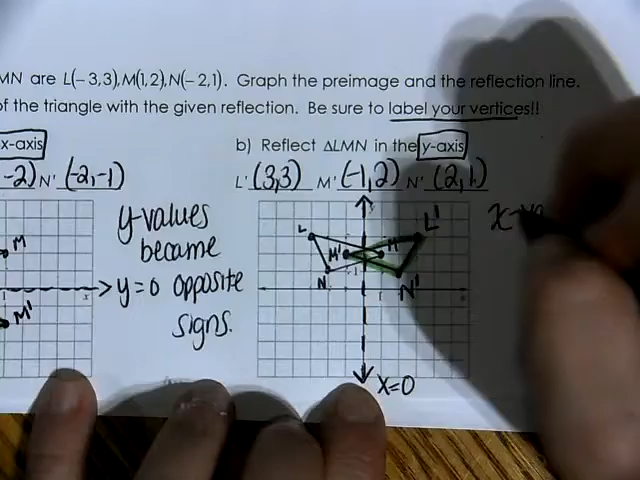 MN are L(-3,3), M(1,2), N(-2,1). Graph the preimage and the reflection line.
of the triangle with the given reflection. Be sure to label your vertices!!
x-axis
b) Reflect ΔLMN in the y-axis
-2) N' (-2,-1)
L' (3,3) M' (-1,2) N' (2,1)
y-values
became
y=0 opposite
signs.
M
M'
x
L
L'
M'
M
N
N'
x=0
x-va